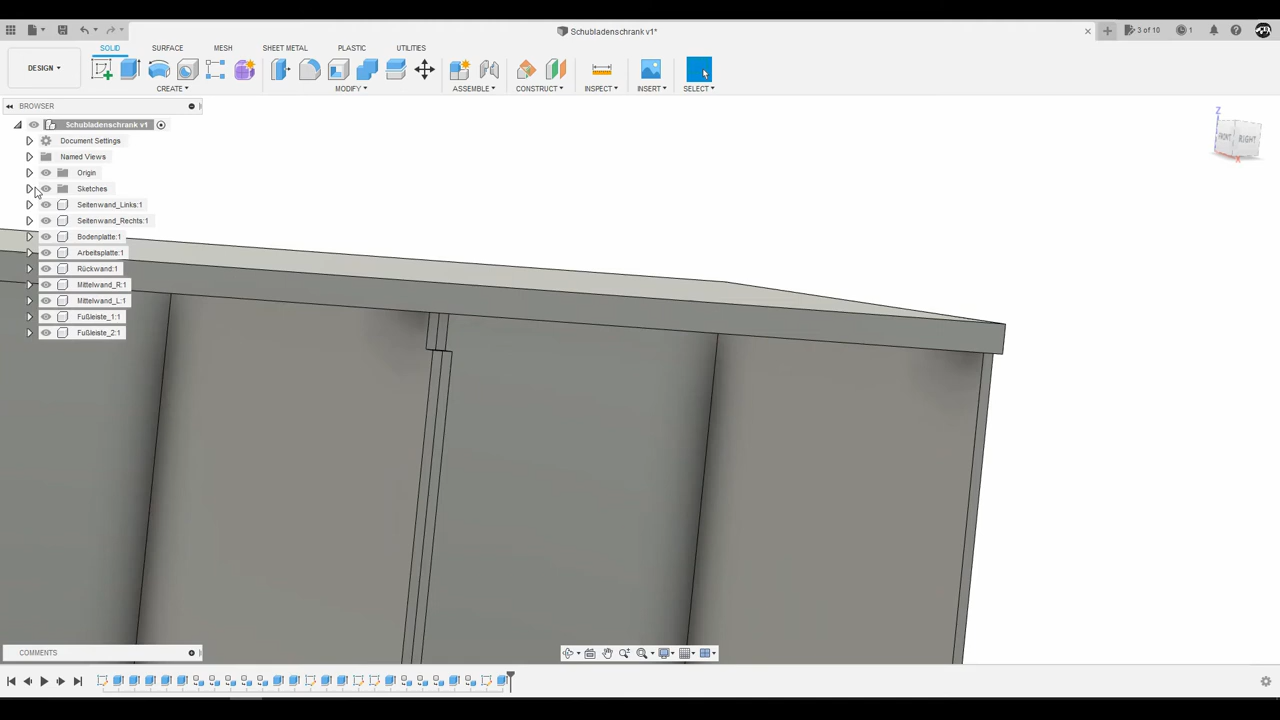 Schubladenschrank v1*
3 of 10
1
SOLID
SURFACE
MESH
SHEET METAL
PLASTIC
UTILITIES
DESIGN
CREATE
MODIFY
ASSEMBLE
CONSTRUCT
INSPECT
INSERT
SELECT
BROWSER
Schubladenschrank v1
Document Settings
Named Views
Origin
Sketches
Seitenwand_Links:1
Seitenwand_Rechts:1
Bodenplatte:1
Arbeitsplatte:1
Rückwand:1
Mittelwand_R:1
Mittelwand_L:1
Fußleiste_1:1
Fußleiste_2:1
Z
FRONT
RIGHT
X
COMMENTS